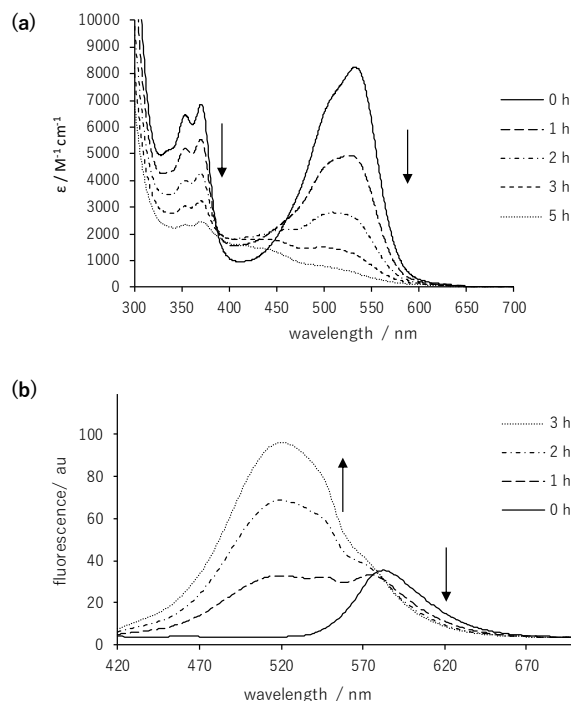 (a)
10000
9000
8000
7000
6000
5000
4000
3000
2000
1000
0
ε / M⁻¹ cm⁻¹
300 350 400 450 500 550 600 650 700
wavelength / nm
0 h
1 h
2 h
3 h
5 h
(b)
100
80
60
40
20
0
fluorescence/ au
420 470 520 570 620 670
wavelength / nm
3 h
2 h
1 h
0 h